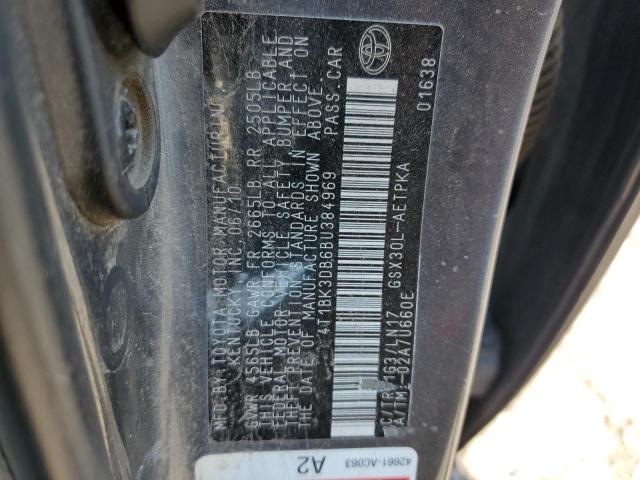 MFD.BY: TOYOTA MOTOR MANUFACTURING,
KENTUCKY, INC. 06/10
GVWR 4565LB GAWR FR 2665LB RR 2505LB
THIS VEHICLE CONFORMS TO ALL APPLICABLE
FEDERAL MOTOR VEHICLE SAFETY, BUMPER AND
THEFT PREVENTION STANDARDS IN EFFECT ON
THE DATE OF MANUFACTURE SHOWN ABOVE.
4T1BK3DB6BU384969 PASS.CAR
C/TR: 1G3/LN17 GSX30L-AETPKA
A/TM: -02A/U660E 01638
42661-AC063
A2